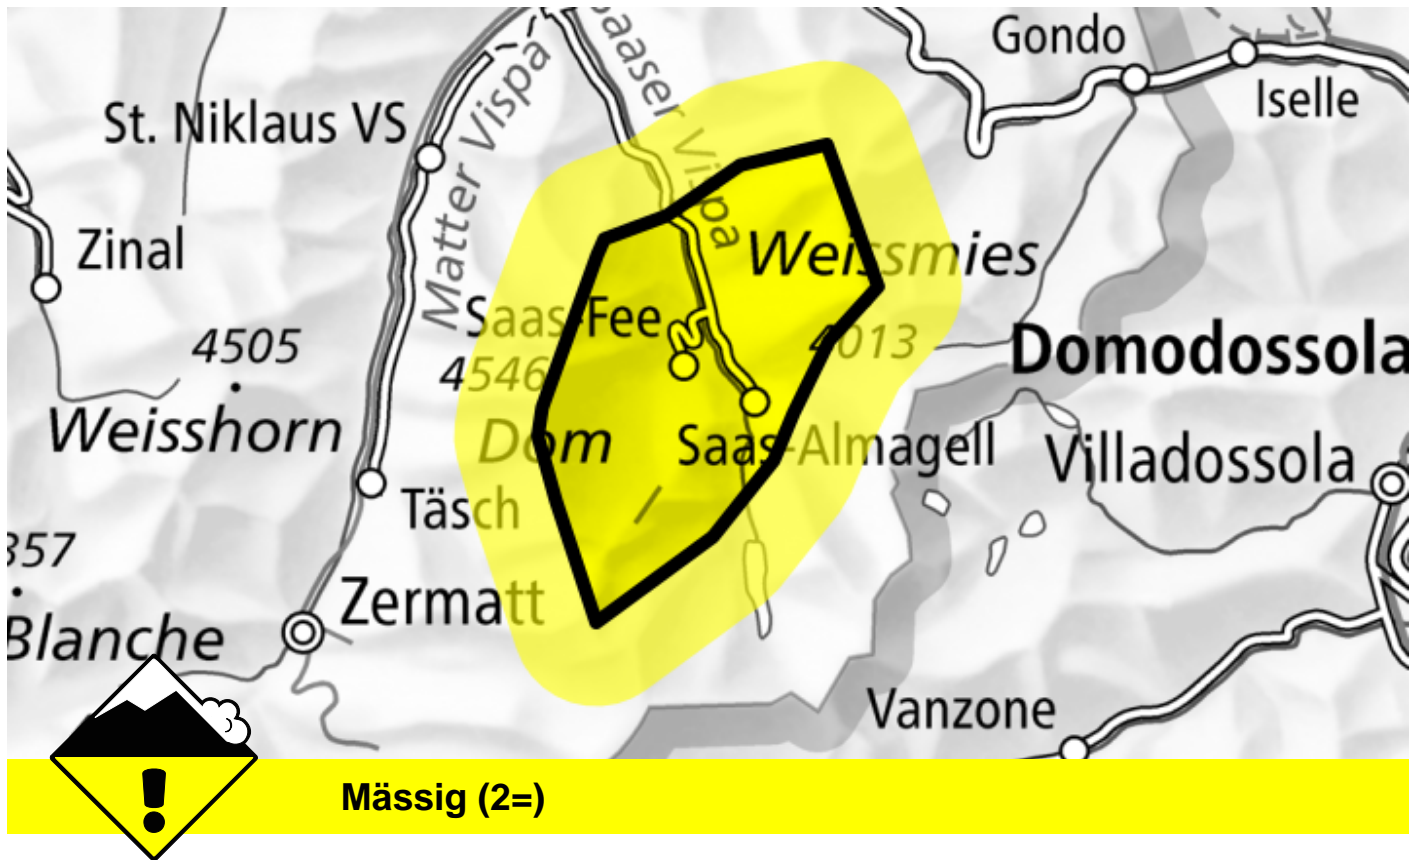 Gondo
Iselle
Saaser Vispa
St. Niklaus VS
Matter Vispa
Zinal
Weissmies
Saas-Fee
4505
4546
4013
Domodossola
Weisshorn
Dom
Saas-Almagell
Villadossola
Täsch
357
Zermatt
Blanche
Vanzone
Mässig (2=)